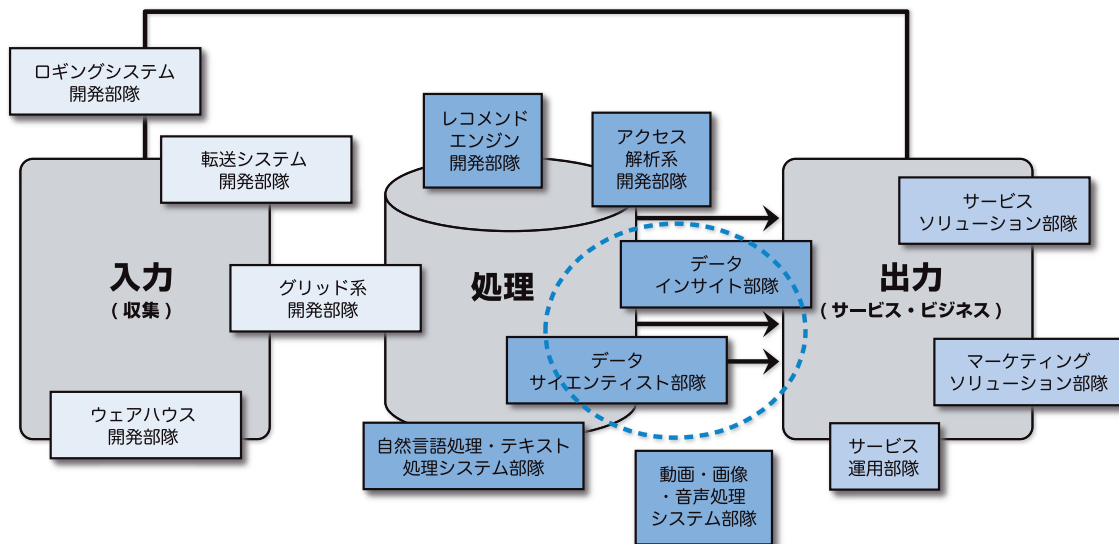 ロギングシステム
開発部隊
転送システム
開発部隊
入力
(収集)
グリッド系
開発部隊
ウェアハウス
開発部隊
レコメンド
エンジン
開発部隊
アクセス
解析系
開発部隊
処理
データ
インサイト部隊
データ
サイエンティスト部隊
自然言語処理・テキスト
処理システム部隊
動画・画像
・音声処理
システム部隊
サービス
ソリューション部隊
出力
(サービス・ビジネス)
マーケティング
ソリューション部隊
サービス
運用部隊